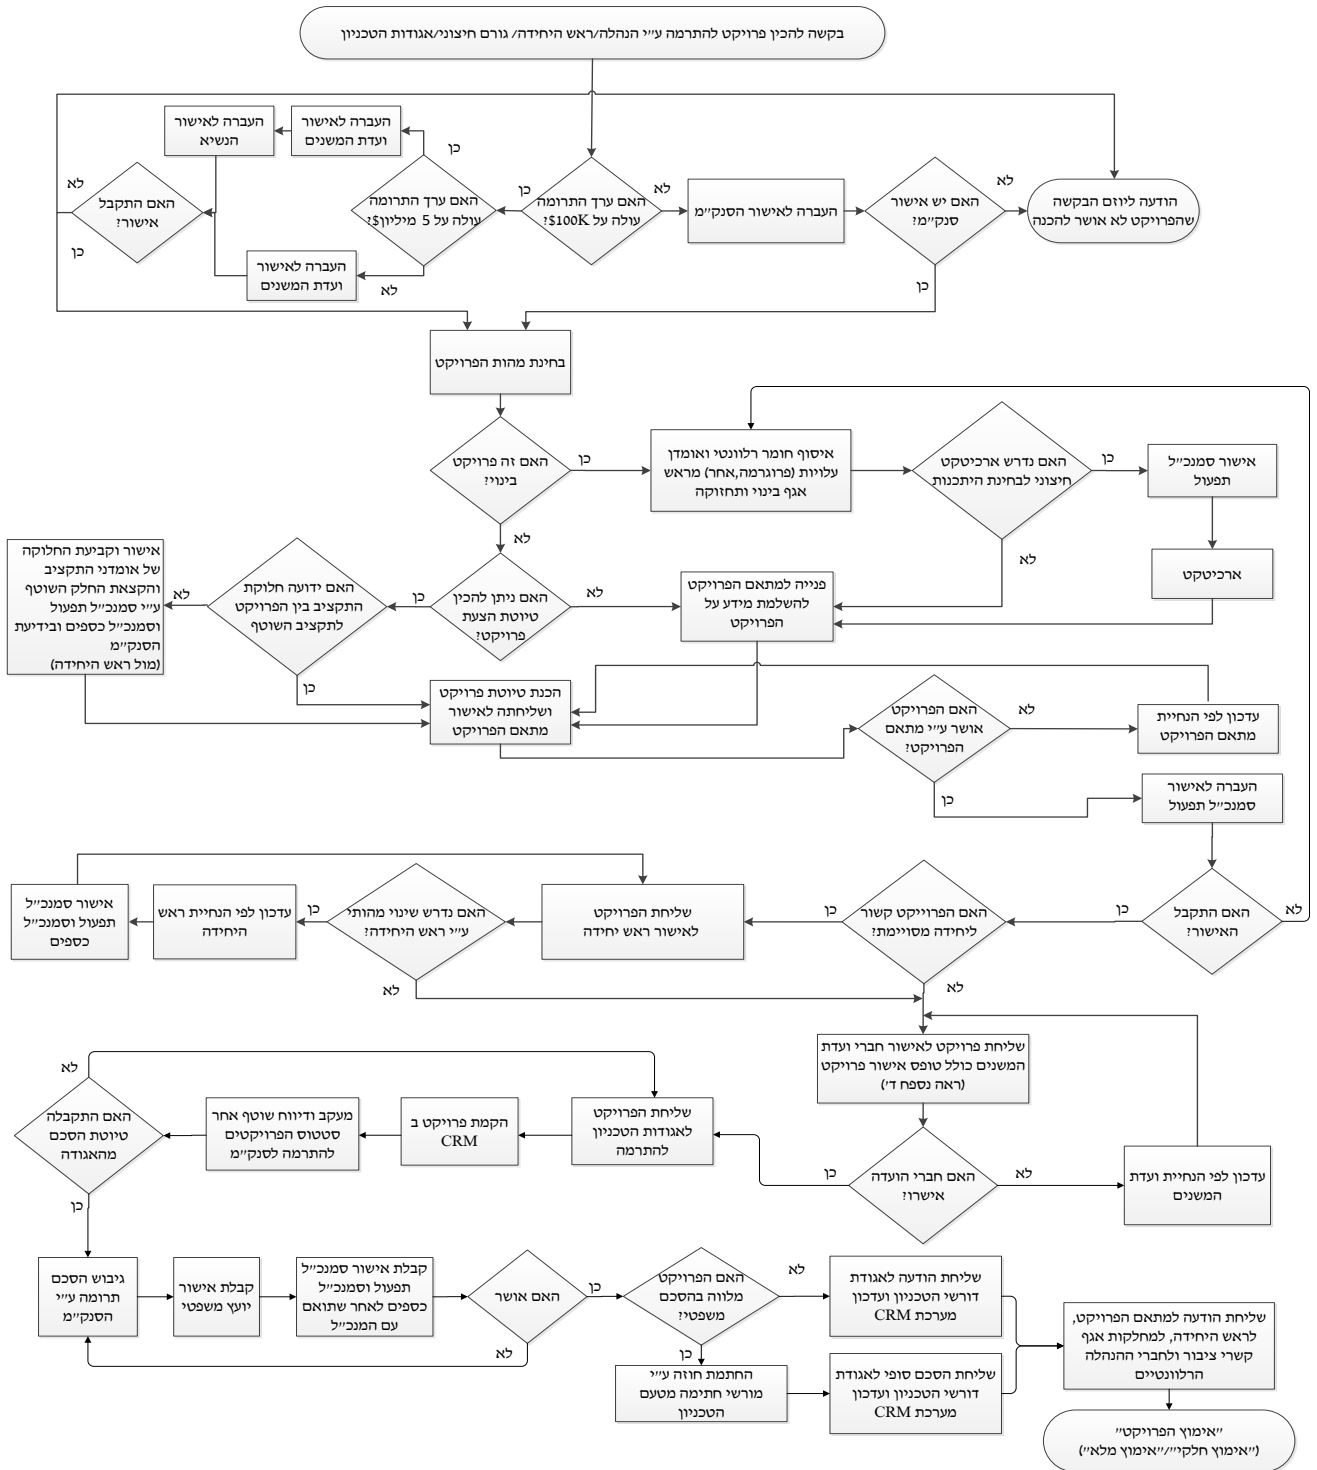 בקשה להכין פרויקט להתרמה ע״י הנהלה/ראש היחידה/ גורם חיצוני/אגודות הטכניון
העברה לאישור
ועדת המשנים
העברה לאישור
הנשיא
כן
לא
האם התקבל
אישור?
כן
האם ערך התרומה
עולה על 5 מיליון$?
כן
האם ערך התרומה
עולה על 100K$?
לא
העברה לאישור הסנק״מ
האם יש אישור
סנק״מ?
לא
הודעה ליוזם הבקשה
שהפרויקט לא אושר להכנה
העברה לאישור
ועדת המשנים
לא
כן
בחינת מהות הפרויקט
האם זה פרויקט
בינוי?
כן
איסוף חומר רלוונטי ואומדן
עלויות (פרוגרמה,אחר) מראש
אגף בינוי ותחזוקה
האם נדרש ארכיטקט
חיצוני לבחינת היתכנות
כן
אישור סמנכ״ל
תפעול
לא
לא
ארכיטקט
אישור וקביעת החלוקה
של אומדני התקציב
והקצאת החלק השוטף
ע״י סמנכ״ל תפעול
וסמנכ״ל כספים ובידיעת
הסנק״מ
(מול ראש היחידה)
לא
האם ידועה חלוקת
התקציב בין הפרויקט
לתקציב השוטף
כן
האם ניתן להכין
טיוטת הצעת
פרויקט?
לא
פנייה למתאם הפרויקט
להשלמת מידע על
הפרויקט
כן
הכנת טיוטת פרויקט
ושליחתה לאישור
מתאם הפרויקט
האם הפרויקט
אושר ע״י מתאם
הפרויקט?
לא
עדכון לפי הנחיית
מתאם הפרויקט
כן
העברה לאישור
סמנכ״ל תפעול
האם התקבל
האישור?
לא
כן
האם הפרוייקט קשור
ליחידה מסויימת?
כן
שליחת הפרויקט
לאישור ראש יחידה
האם נדרש שינוי מהותי
ע״י ראש היחידה?
כן
עדכון לפי הנחיית ראש
היחידה
אישור סמנכ״ל
תפעול וסמנכ״ל
כספים
לא
לא
שליחת פרויקט לאישור חברי ועדת
המשנים כולל טופס אישור פרויקט
(ראה נספח ד׳)
האם חברי הועדה
אישרו?
לא
עדכון לפי הנחיית ועדת
המשנים
כן
שליחת הפרויקט
לאגודות הטכניון
להתרמה
הקמת פרויקט ב
CRM
מעקב ודיווח שוטף אחר
סטטוס הפרויקטים
להתרמה לסנק״מ
האם התקבלה
טיוטת הסכם
מהאגודה
לא
כן
גיבוש הסכם
תרומה ע״י
הסנק״מ
קבלת אישור
יועץ משפטי
קבלת אישור סמנכ״ל
תפעול וסמנכ״ל
כספים לאחר שתואם
עם המנכ״ל
האם אושר
כן
לא
האם הפרויקט
מלווה בהסכם
משפטי?
לא
שליחת הודעה לאגודת
דורשי הטכניון ועדכון
מערכת CRM
כן
החתמת חוזה ע״י
מורשי חתימה מטעם
הטכניון
שליחת הסכם סופי לאגודת
דורשי הטכניון ועדכון
מערכת CRM
שליחת הודעה למתאם הפרויקט,
לראש היחידה, למחלקות אגף
קשרי ציבור ולחברי ההנהלה
הרלוונטיים
״אימוץ הפרויקט״
(״אימוץ חלקי״/״אימוץ מלא״)